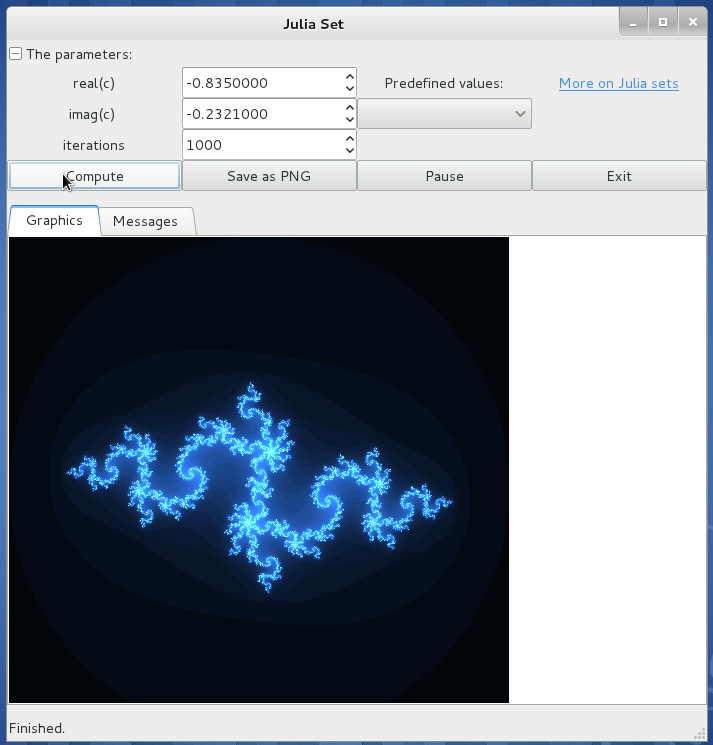 Julia Set
The parameters:
real(c) -0.8350000 Predefined values: More on Julia sets
imag(c) -0.2321000
iterations 1000
Compute Save as PNG Pause Exit
Graphics Messages
Finished.